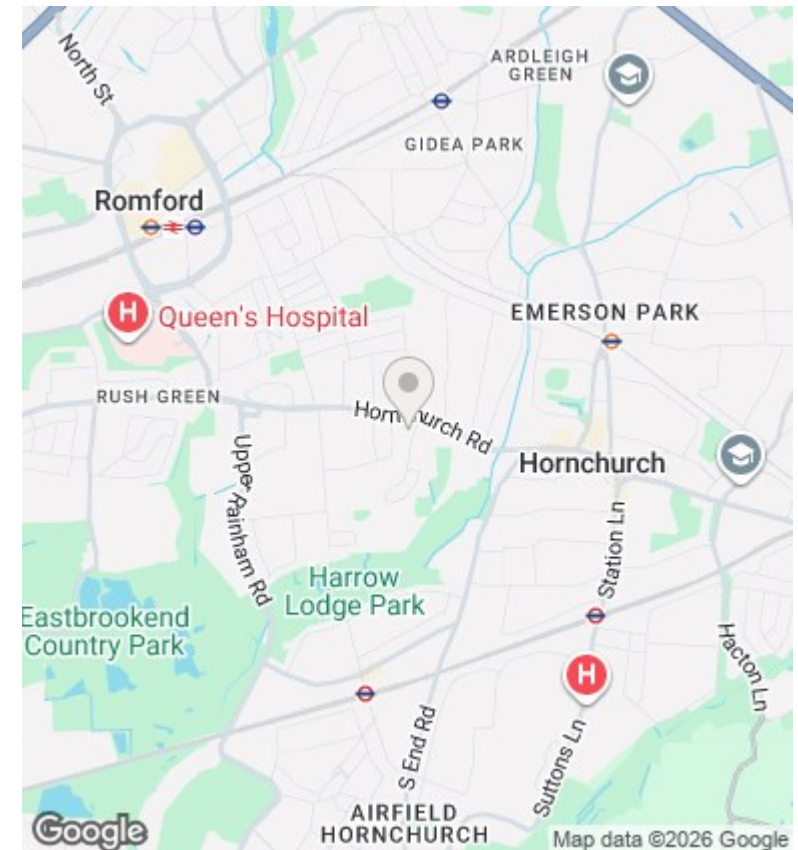 North St
ARDLEIGH
GREEN
GIDEA PARK
Romford
H
Queen's Hospital
EMERSON PARK
RUSH GREEN
Hornchurch Rd
Hornchurch
Upper Rainham Rd
Station Ln
Harrow
Lodge Park
Eastbrookend
Country Park
Hacton Ln
H
S End Rd
Suttons Ln
AIRFIELD
HORNCHURCH
Google
Map data ©2026 Google